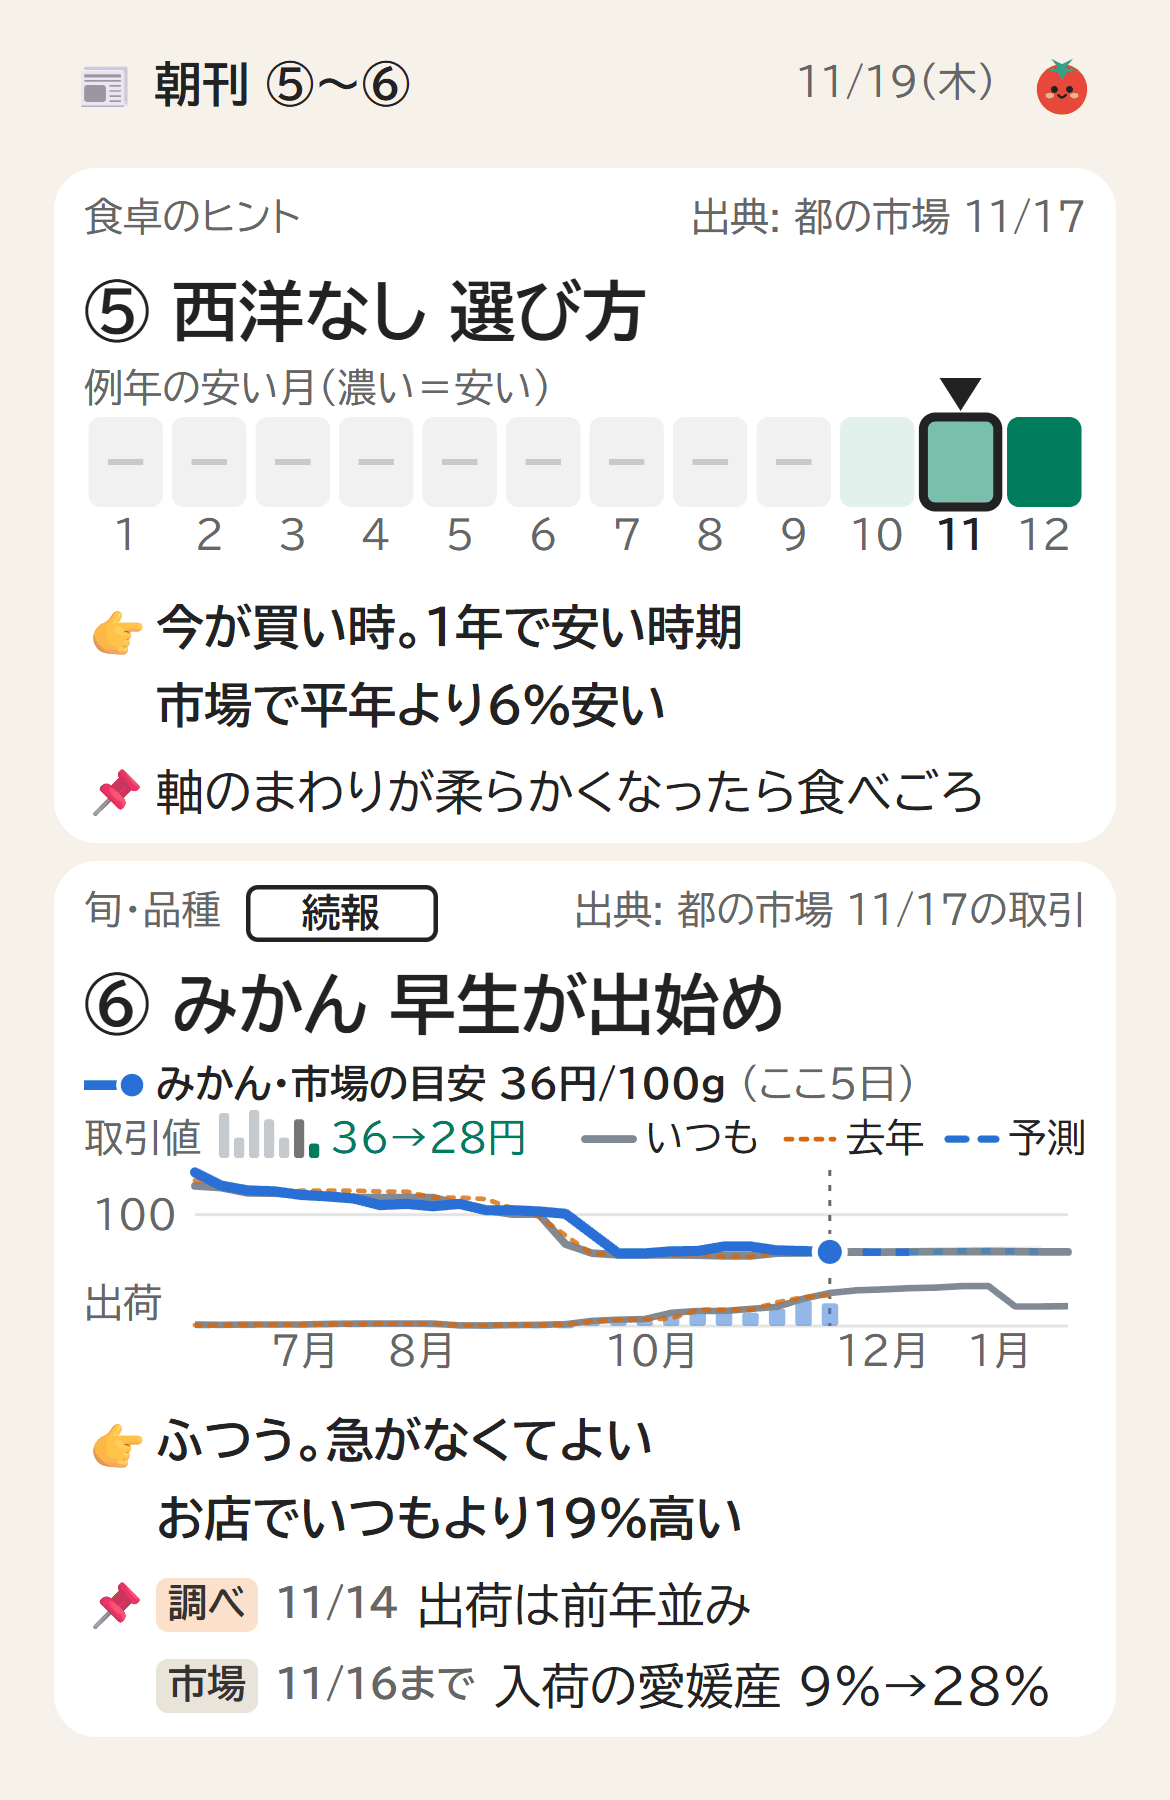 朝刊 ⑤〜⑥
11/19(木)
食卓のヒント
出典: 都の市場 11/17
⑤ 西洋なし 選び方
例年の安い月(濃い=安い)
1 2 3 4 5 6 7 8 9 10 11 12
今が買い時。1年で安い時期
市場で平年より6%安い
軸のまわりが柔らかくなったら食べごろ
旬・品種 続報
出典: 都の市場 11/17の取引
⑥ みかん 早生が出始め
みかん・市場の目安 36円/100g (ここ5日)
取引値 36→28円 いつも 去年 予測
100
出荷
7月 8月 10月 12月 1月
ふつう。急がなくてよい
お店でいつもより19%高い
調べ 11/14 出荷は前年並み
市場 11/16まで 入荷の愛媛産 9%→28%